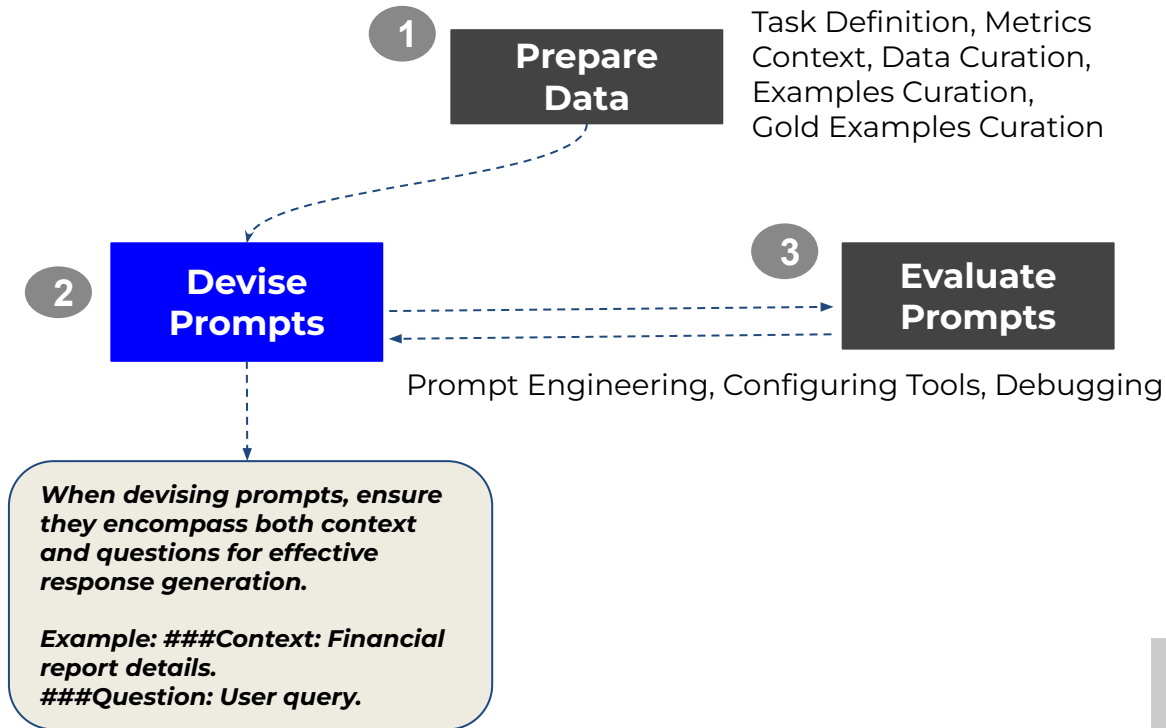 1
Prepare
Data
Task Definition, Metrics
Context, Data Curation,
Examples Curation,
Gold Examples Curation
2
Devise
Prompts
3
Evaluate
Prompts
Prompt Engineering, Configuring Tools, Debugging
When devising prompts, ensure
they encompass both context
and questions for effective
response generation.
Example: ###Context: Financial
report details.
###Question: User query.